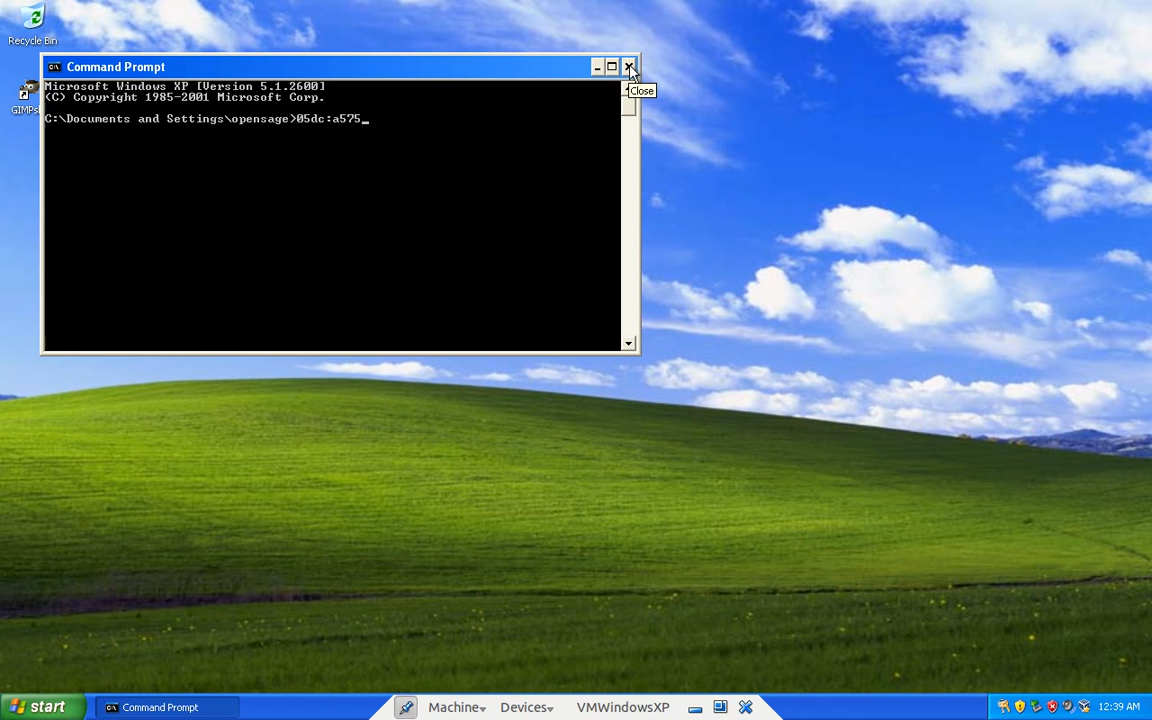 Recycle Bin
Command Prompt
Close
Microsoft Windows XP [Version 5.1.2600]
(C) Copyright 1985-2001 Microsoft Corp.
C:\Documents and Settings\opensage>05dc:a575_
start
Command Prompt
Machine
Devices
VMWindowsXP
12:39 AM